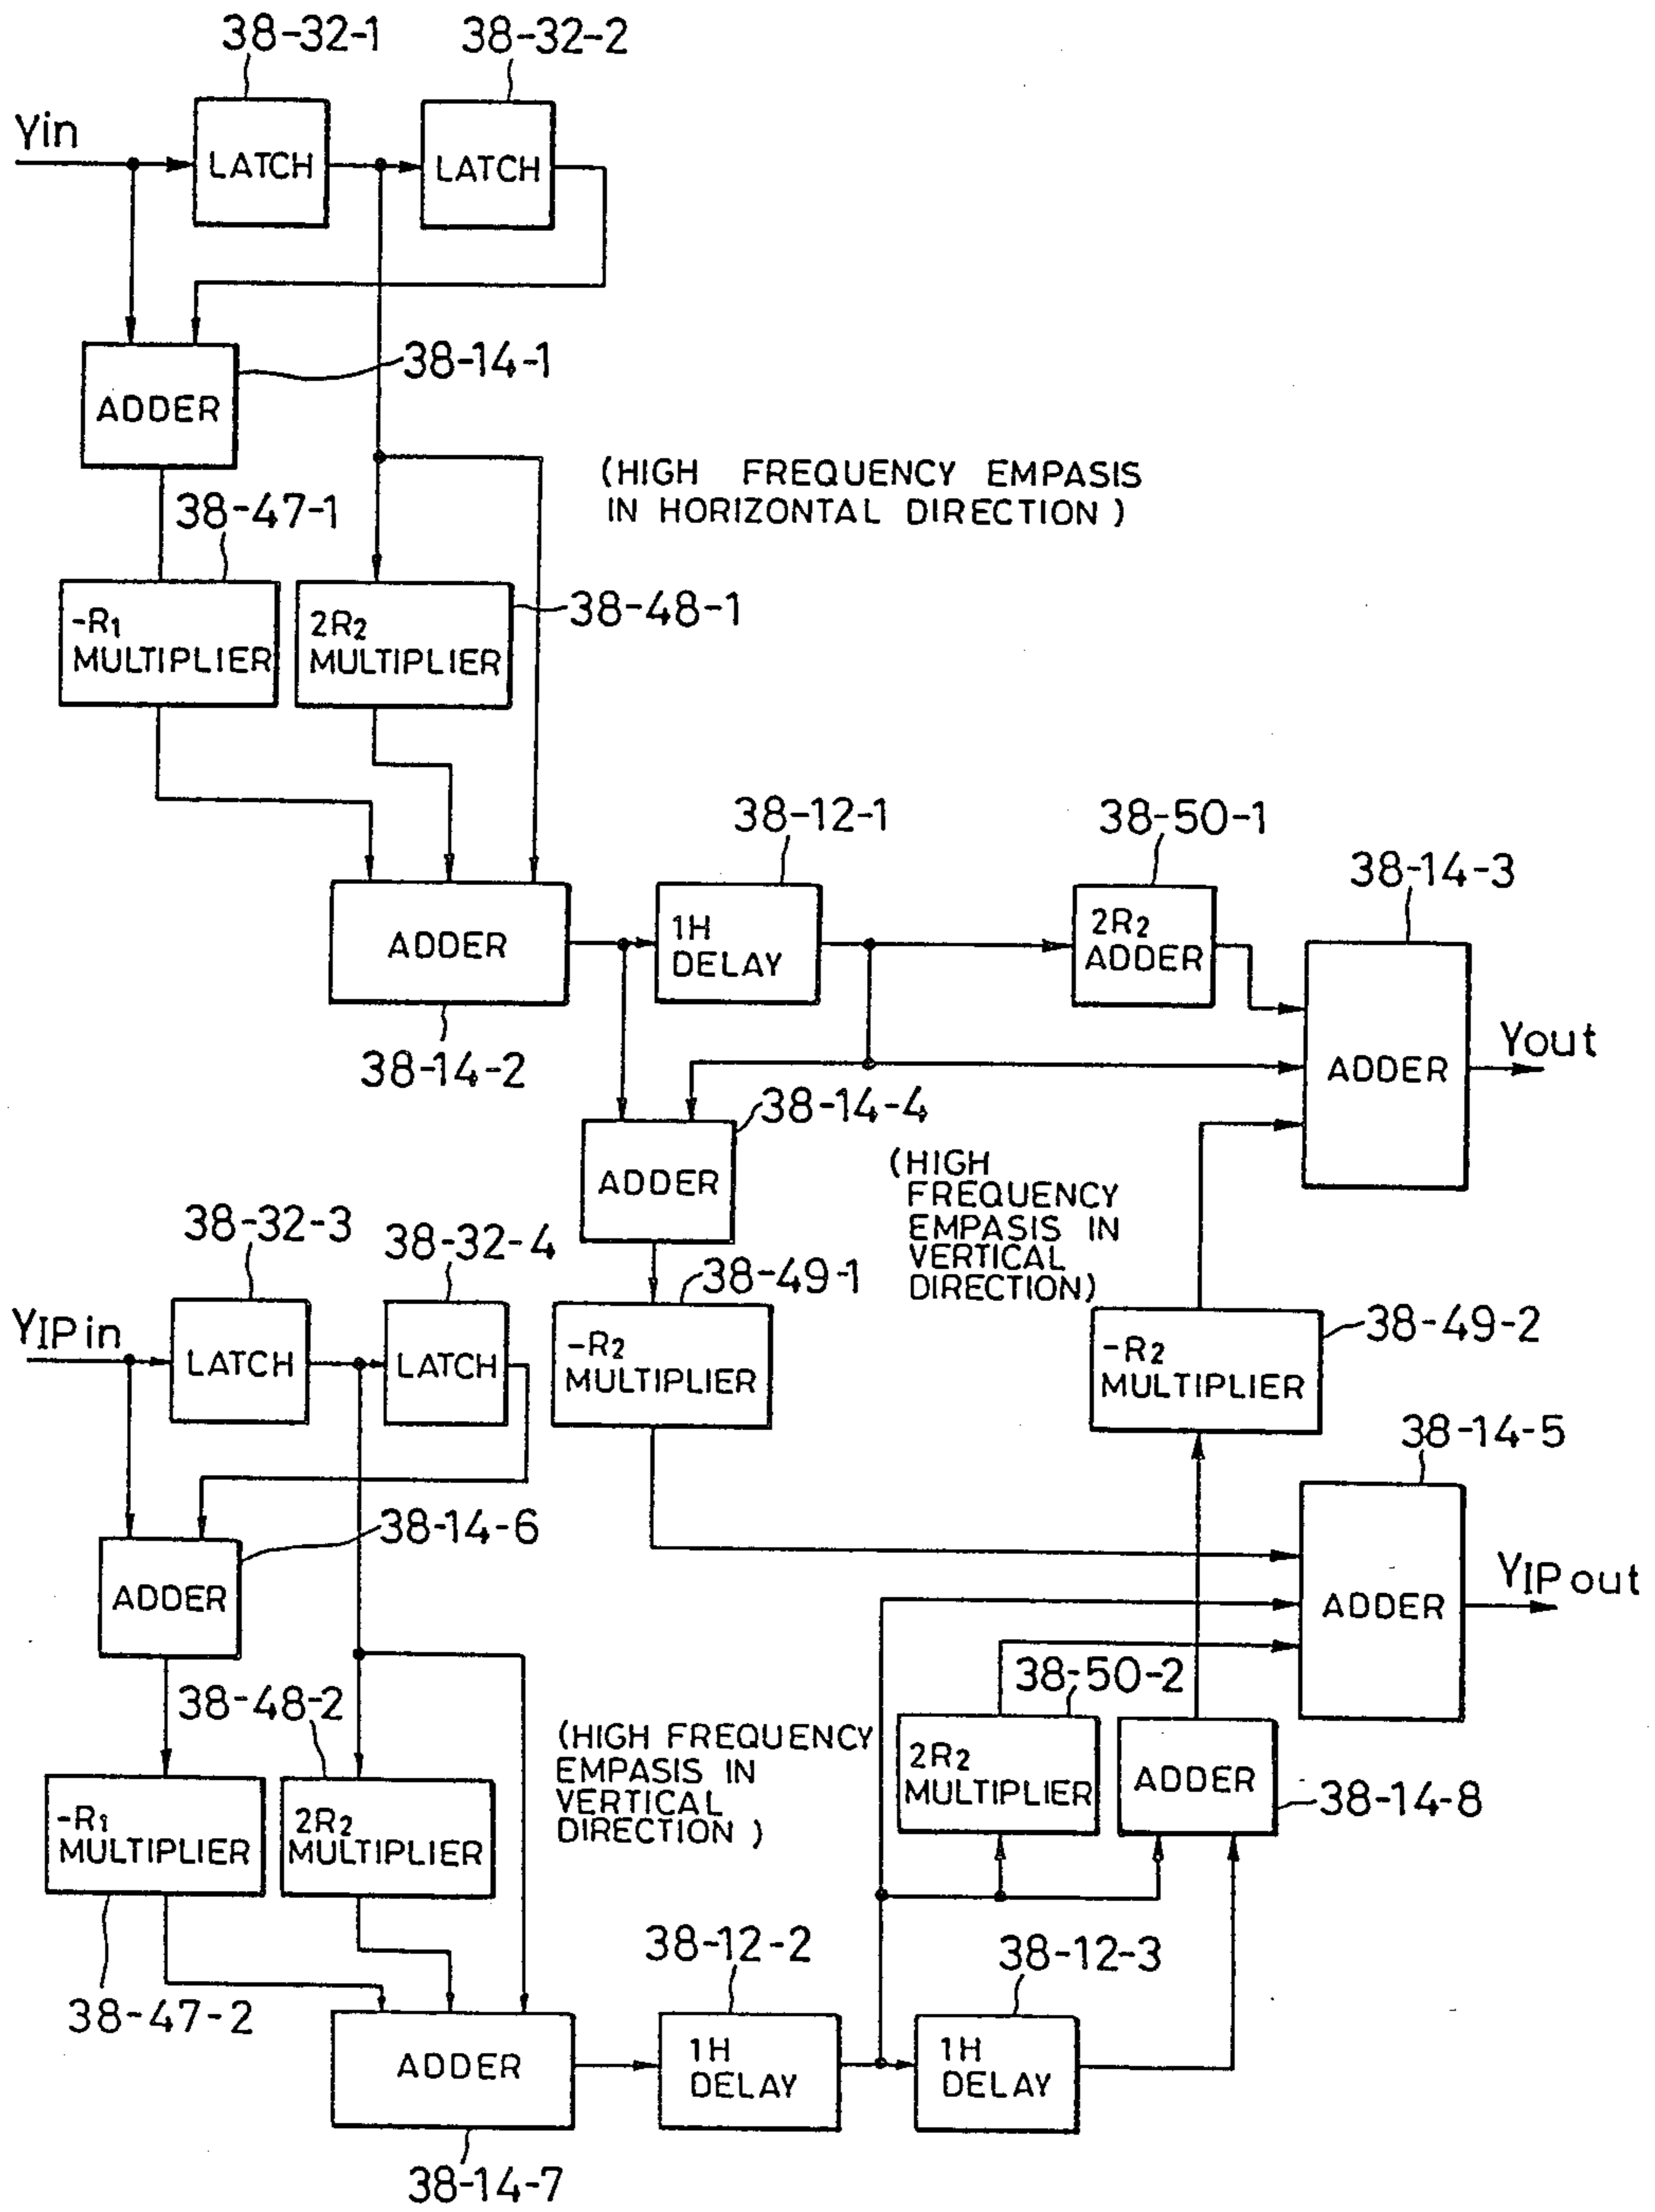 38-32-1
38-32-2
Yin
LATCH
LATCH
38-14-1
ADDER
(HIGH FREQUENCY EMPASIS
IN HORIZONTAL DIRECTION)
38-47-1
-R1
MULTIPLIER
2R2
MULTIPLIER
38-48-1
38-12-1
38-50-1
38-14-3
ADDER
1H
DELAY
2R2
ADDER
ADDER
Yout
38-14-2
38-14-4
ADDER
(HIGH
FREQUENCY
EMPASIS IN
VERTICAL
DIRECTION)
38-32-3
38-32-4
38-49-1
YIP in
LATCH
LATCH
-R2
MULTIPLIER
-R2
MULTIPLIER
38-49-2
38-14-5
38-14-6
ADDER
ADDER
YIP out
38-48-2
38-50-2
(HIGH FREQUENCY
EMPASIS IN
VERTICAL
DIRECTION)
2R2
MULTIPLIER
ADDER
38-14-8
-R1
MULTIPLIER
2R2
MULTIPLIER
38-47-2
38-12-2
38-12-3
ADDER
1H
DELAY
1H
DELAY
38-14-7